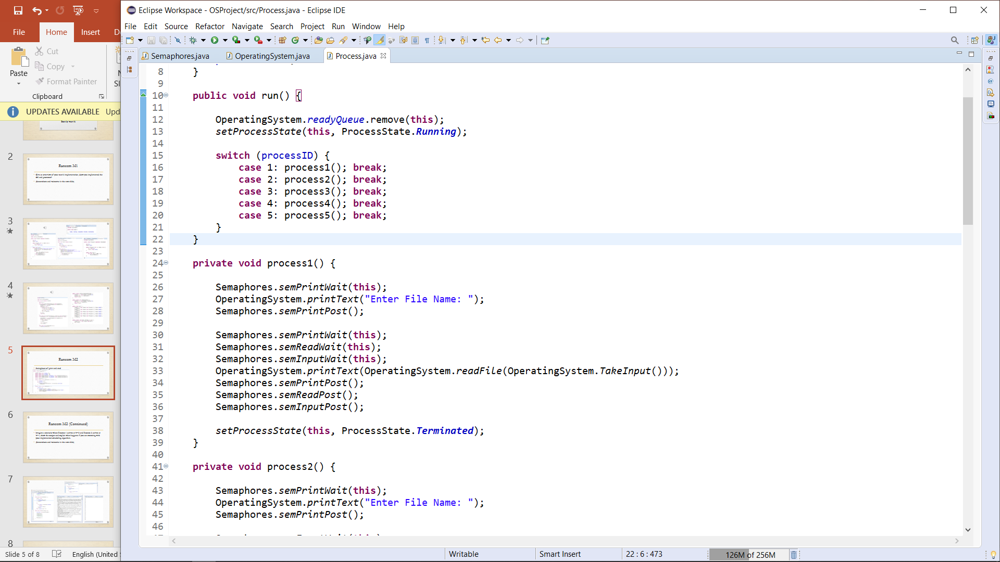 Eclipse Workspace - OSProject/src/Process.java - Eclipse IDE
File Edit Source Refactor Navigate Search Project Run Window Help
File Home Insert D
Cut
Copy
Paste
Format Painter
N
Sl
Clipboard
UPDATES AVAILABLE Upd
Semaphores.java OperatingSystem.java Process.java
8 }
9
10 public void run() {
11
12 OperatingSystem.readyQueue.remove(this);
13 setProcessState(this, ProcessState.Running);
14
15 switch (processID) {
16 case 1: process1(); break;
17 case 2: process2(); break;
18 case 3: process3(); break;
19 case 4: process4(); break;
20 case 5: process5(); break;
21 }
22 }
23
24 private void process1() {
25
26 Semaphores.semPrintWait(this);
27 OperatingSystem.printText("Enter File Name: ");
28 Semaphores.semPrintPost();
29
30 Semaphores.semPrintWait(this);
31 Semaphores.semReadWait(this);
32 Semaphores.semInputWait(this);
33 OperatingSystem.printText(OperatingSystem.readFile(OperatingSystem.TakeInput()));
34 Semaphores.semPrintPost();
35 Semaphores.semReadPost();
36 Semaphores.semInputPost();
37
38 setProcessState(this, ProcessState.Terminated);
39 }
40
41 private void process2() {
42
43 Semaphores.semPrintWait(this);
44 OperatingSystem.printText("Enter File Name: ");
45 Semaphores.semPrintPost();
46
2
Raneem M1
3
4
5
Raneem M2
6
Raneem M2 (Continued)
7
8
Slide 5 of 8 English (United
Writable Smart Insert 22 : 6 : 473 126M of 256M